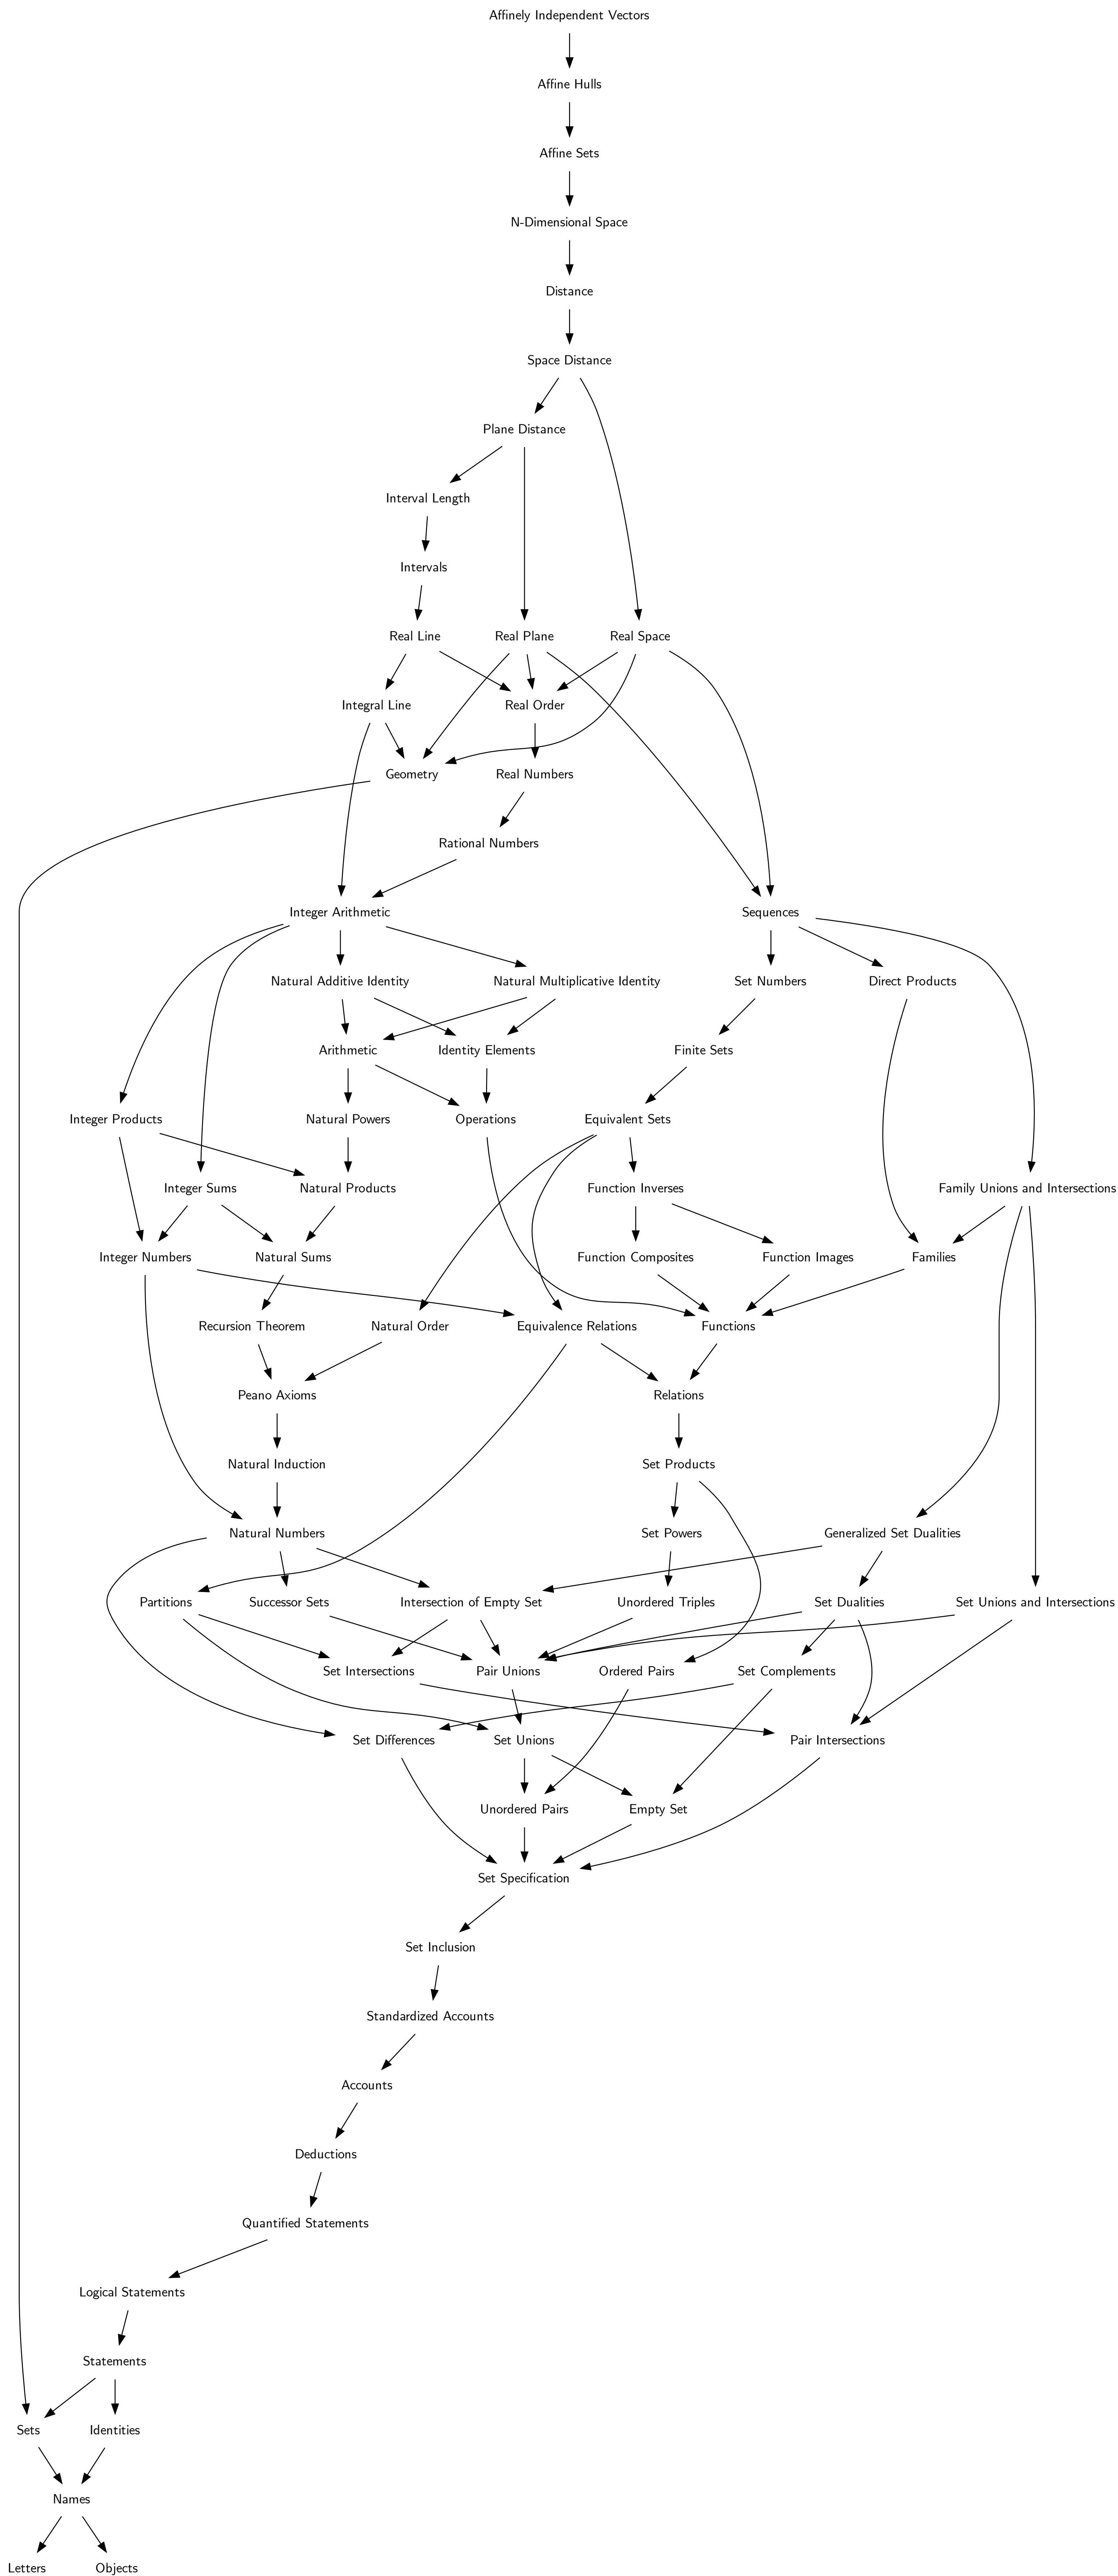 Affinely Independent Vectors
Affine Hulls
Affine Sets
N-Dimensional Space
Distance
Space Distance
Plane Distance
Interval Length
Intervals
Real Line
Real Plane
Real Space
Integral Line
Real Order
Geometry
Real Numbers
Rational Numbers
Integer Arithmetic
Sequences
Natural Additive Identity
Natural Multiplicative Identity
Set Numbers
Direct Products
Arithmetic
Identity Elements
Finite Sets
Integer Products
Natural Powers
Operations
Equivalent Sets
Integer Sums
Natural Products
Function Inverses
Family Unions and Intersections
Integer Numbers
Natural Sums
Function Composites
Function Images
Families
Recursion Theorem
Natural Order
Equivalence Relations
Functions
Peano Axioms
Relations
Natural Induction
Set Products
Natural Numbers
Set Powers
Generalized Set Dualities
Partitions
Successor Sets
Intersection of Empty Set
Unordered Triples
Set Dualities
Set Unions and Intersections
Set Intersections
Pair Unions
Ordered Pairs
Set Complements
Set Differences
Set Unions
Pair Intersections
Unordered Pairs
Empty Set
Set Specification
Set Inclusion
Standardized Accounts
Accounts
Deductions
Quantified Statements
Logical Statements
Statements
Sets
Identities
Names
Letters
Objects